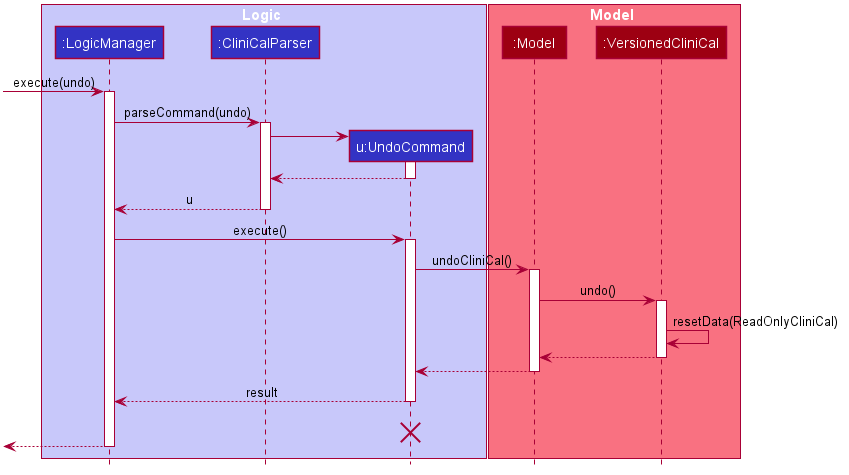 Logic
Model
:LogicManager
:CliniCalParser
:Model
:VersionedCliniCal
execute(undo)
parseCommand(undo)
u:UndoCommand
u
execute()
undoCliniCal()
undo()
resetData(ReadOnlyCliniCal)
result